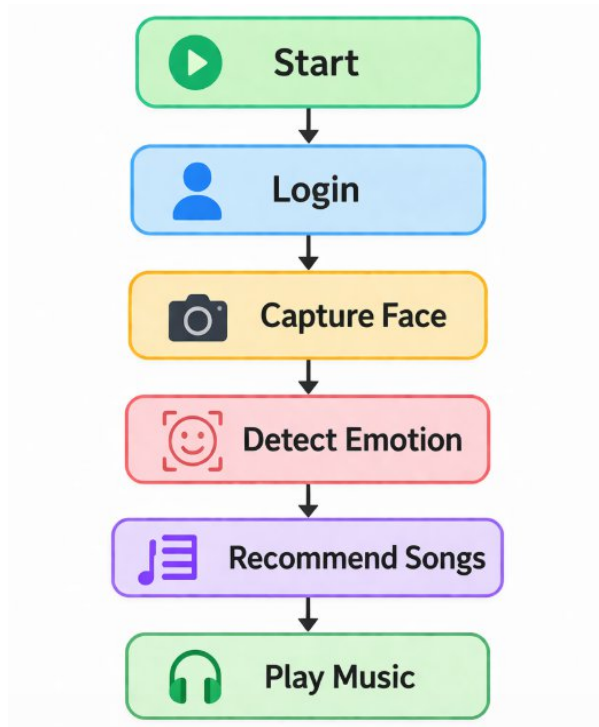 Start
Login
Capture Face
Detect Emotion
Recommend Songs
Play Music